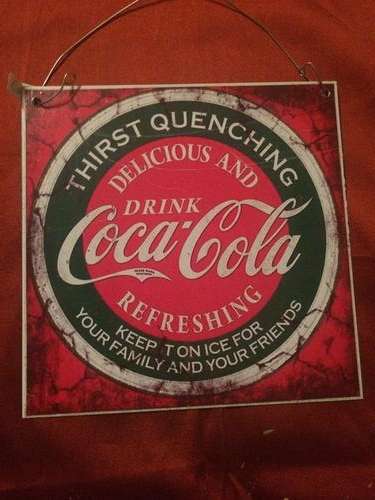 THIRST QUENCHING
DELICIOUS AND
DRINK
Coca-Cola
REFRESHING
KEEP T ON ICE FOR
YOUR FAMILY AND YOUR FRIENDS